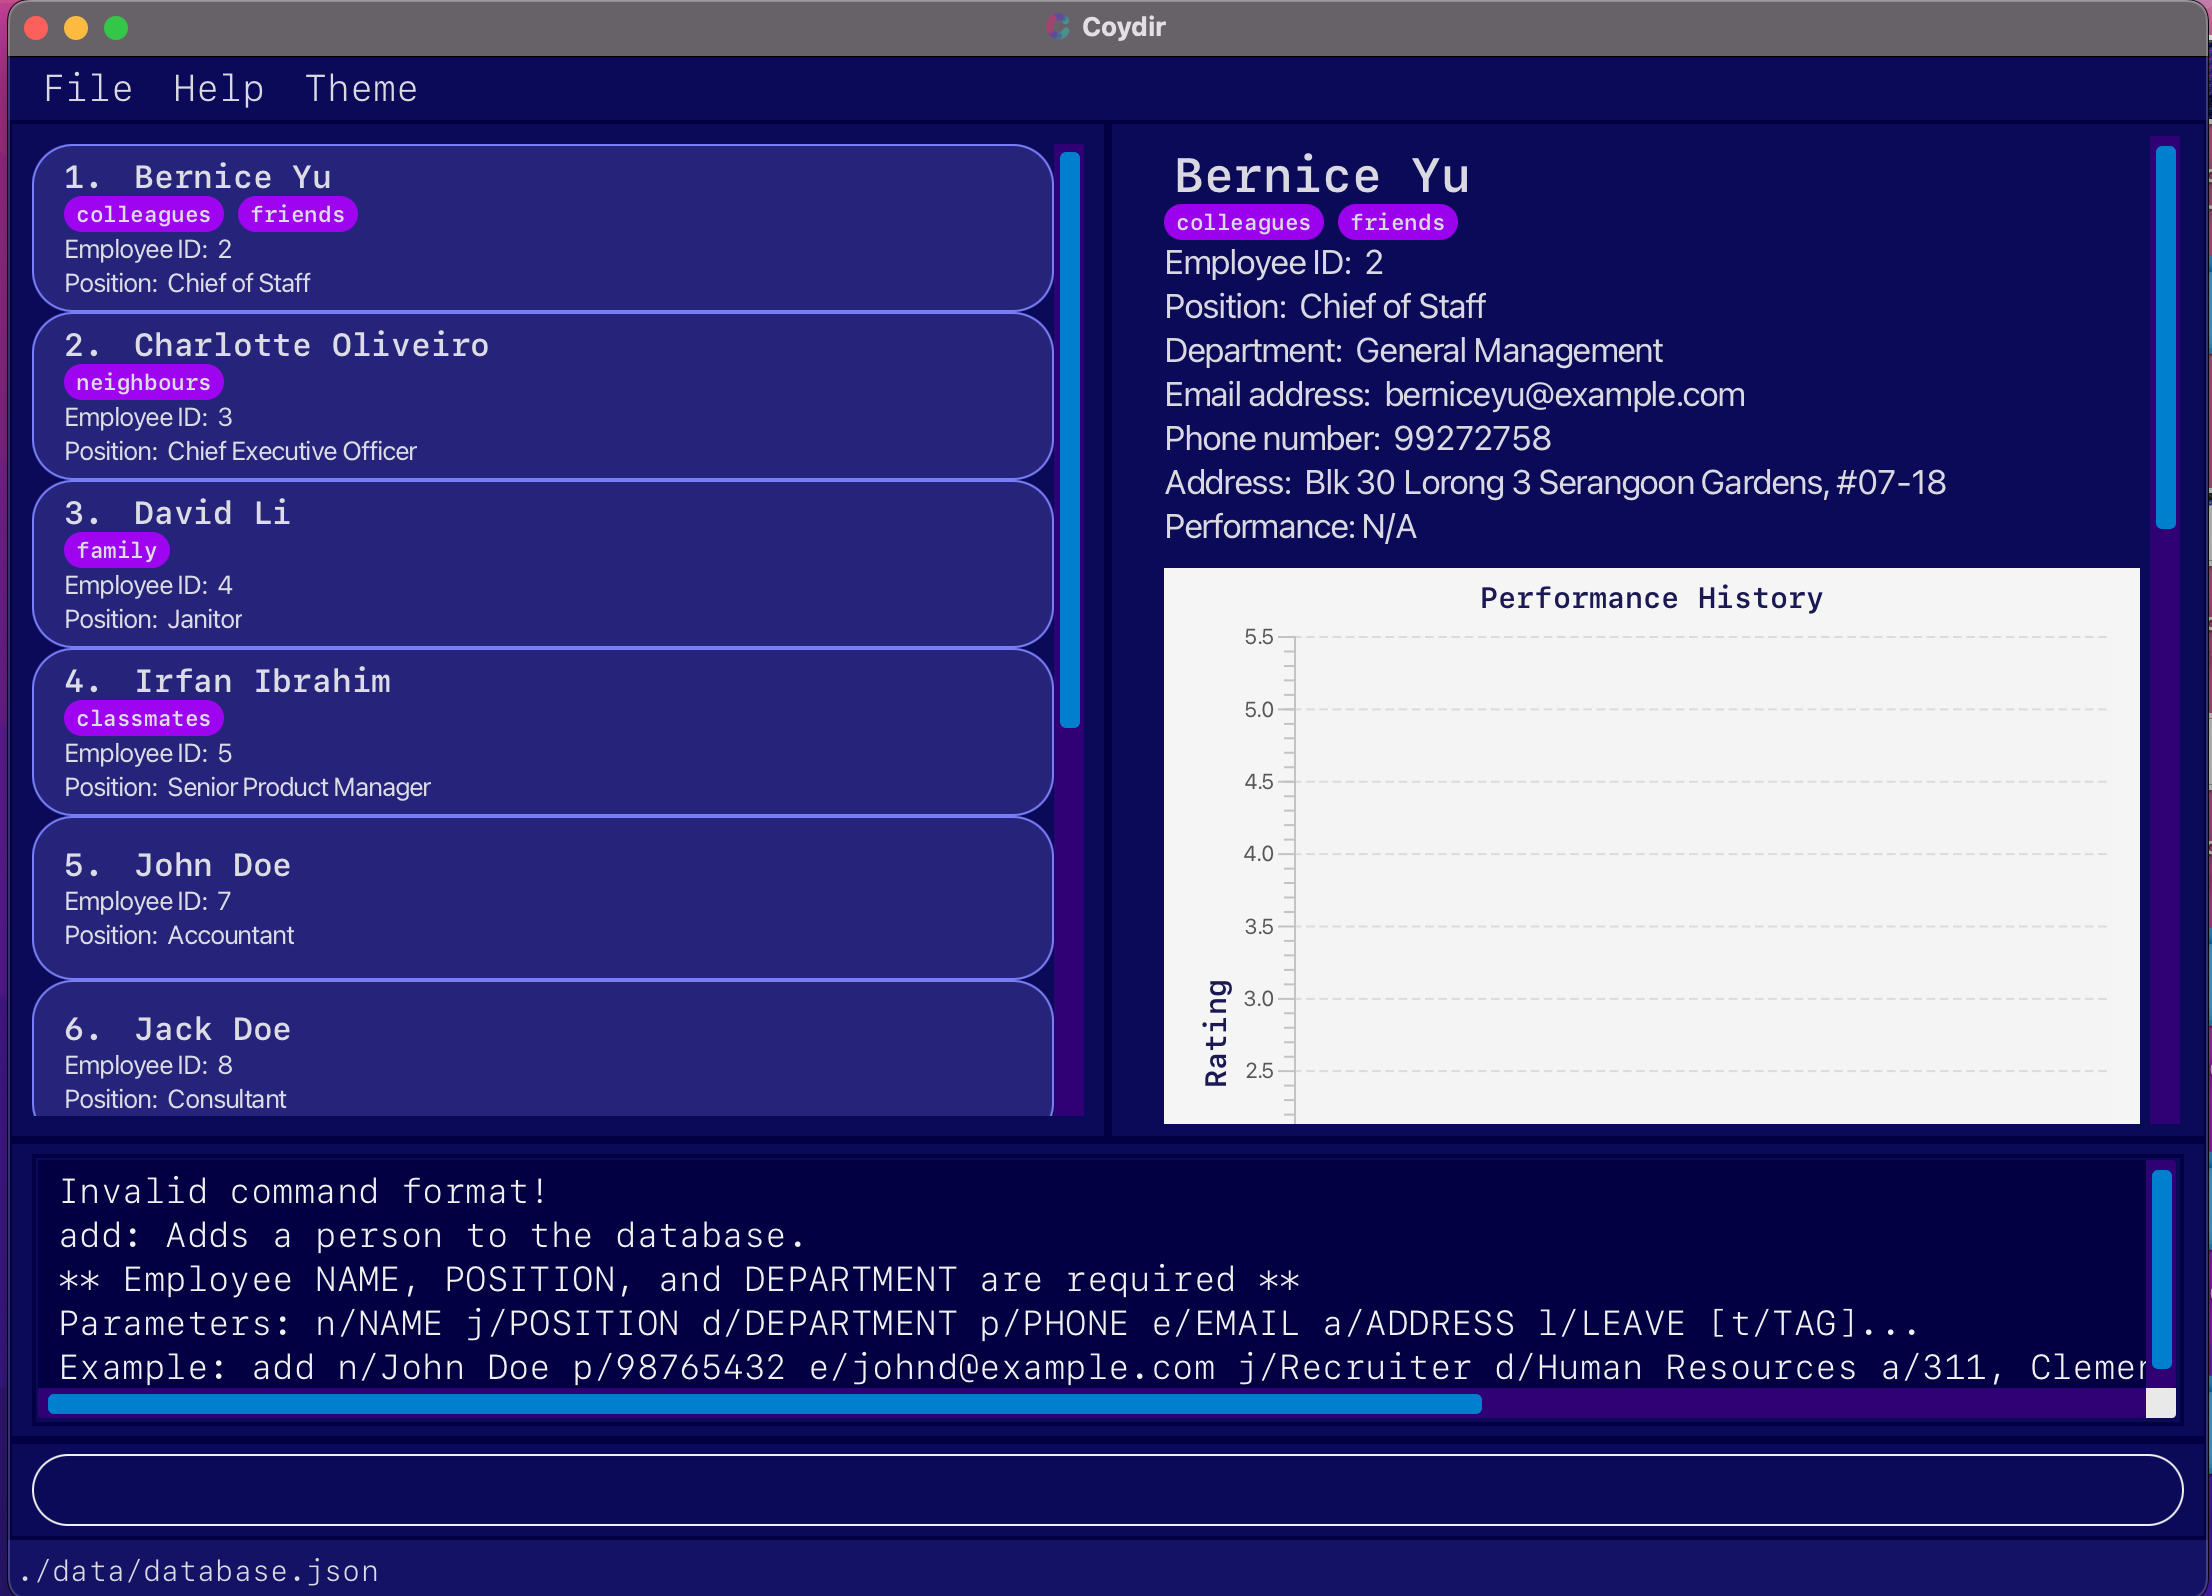 Coydir
File Help Theme
1. Bernice Yu
colleagues friends
Employee ID: 2
Position: Chief of Staff
2. Charlotte Oliveiro
neighbours
Employee ID: 3
Position: Chief Executive Officer
3. David Li
family
Employee ID: 4
Position: Janitor
4. Irfan Ibrahim
classmates
Employee ID: 5
Position: Senior Product Manager
5. John Doe
Employee ID: 7
Position: Accountant
6. Jack Doe
Employee ID: 8
Position: Consultant
Bernice Yu
colleagues friends
Employee ID: 2
Position: Chief of Staff
Department: General Management
Email address: berniceyu@example.com
Phone number: 99272758
Address: Blk 30 Lorong 3 Serangoon Gardens, #07-18
Performance: N/A
Performance History
5.5
5.0
4.5
4.0
3.5
3.0
2.5
Rating
Invalid command format!
add: Adds a person to the database.
** Employee NAME, POSITION, and DEPARTMENT are required **
Parameters: n/NAME j/POSITION d/DEPARTMENT p/PHONE e/EMAIL a/ADDRESS l/LEAVE [t/TAG]...
Example: add n/John Doe p/98765432 e/johnd@example.com j/Recruiter d/Human Resources a/311,
./data/database.json